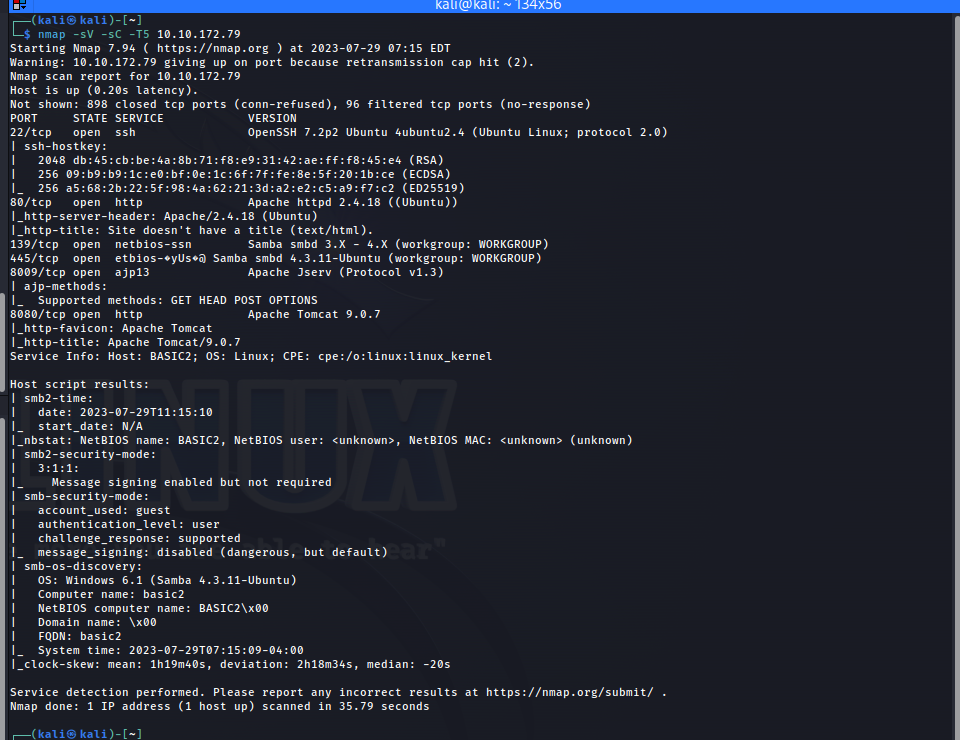 kali@kali: ~ 134x56
┌──(kali㉿kali)-[~]
└─$ nmap -sV -sC -T5 10.10.172.79
Starting Nmap 7.94 ( https://nmap.org ) at 2023-07-29 07:15 EDT
Warning: 10.10.172.79 giving up on port because retransmission cap hit (2).
Nmap scan report for 10.10.172.79
Host is up (0.20s latency).
Not shown: 898 closed tcp ports (conn-refused), 96 filtered tcp ports (no-response)
PORT     STATE SERVICE            VERSION
22/tcp   open  ssh                OpenSSH 7.2p2 Ubuntu 4ubuntu2.4 (Ubuntu Linux; protocol 2.0)
| ssh-hostkey:
|   2048 db:45:cb:be:4a:8b:71:f8:e9:31:42:ae:ff:f8:45:e4 (RSA)
|   256 09:b9:b9:1c:e0:bf:0e:1c:6f:7f:fe:8e:5f:20:1b:ce (ECDSA)
|_  256 a5:68:2b:22:5f:98:4a:62:21:3d:a2:e2:c5:a9:f7:c2 (ED25519)
80/tcp   open  http               Apache httpd 2.4.18 ((Ubuntu))
|_http-server-header: Apache/2.4.18 (Ubuntu)
|_http-title: Site doesn't have a title (text/html).
139/tcp  open  netbios-ssn        Samba smbd 3.X - 4.X (workgroup: WORKGROUP)
445/tcp  open  Samba smbd 4.3.11-Ubuntu (workgroup: WORKGROUP)
8009/tcp open  ajp13              Apache Jserv (Protocol v1.3)
| ajp-methods:
|_  Supported methods: GET HEAD POST OPTIONS
8080/tcp open  http               Apache Tomcat 9.0.7
|_http-favicon: Apache Tomcat
|_http-title: Apache Tomcat/9.0.7
Service Info: Host: BASIC2; OS: Linux; CPE: cpe:/o:linux:linux_kernel
Host script results:
| smb2-time:
|   date: 2023-07-29T11:15:10
|_  start_date: N/A
|_nbstat: NetBIOS name: BASIC2, NetBIOS user: <unknown>, NetBIOS MAC: <unknown> (unknown)
| smb2-security-mode:
|   3:1:1:
|_    Message signing enabled but not required
| smb-security-mode:
|   account_used: guest
|   authentication_level: user
|   challenge_response: supported
|_  message_signing: disabled (dangerous, but default)
| smb-os-discovery:
|   OS: Windows 6.1 (Samba 4.3.11-Ubuntu)
|   Computer name: basic2
|   NetBIOS computer name: BASIC2\x00
|   Domain name: \x00
|   FQDN: basic2
|_  System time: 2023-07-29T07:15:09-04:00
|_clock-skew: mean: 1h19m40s, deviation: 2h18m34s, median: -20s
Service detection performed. Please report any incorrect results at https://nmap.org/submit/ .
Nmap done: 1 IP address (1 host up) scanned in 35.79 seconds
┌──(kali㉿kali)-[~]